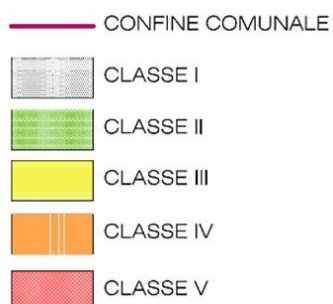 CONFINE COMUNALE
CLASSE I
CLASSE II
CLASSE III
CLASSE IV
CLASSE V